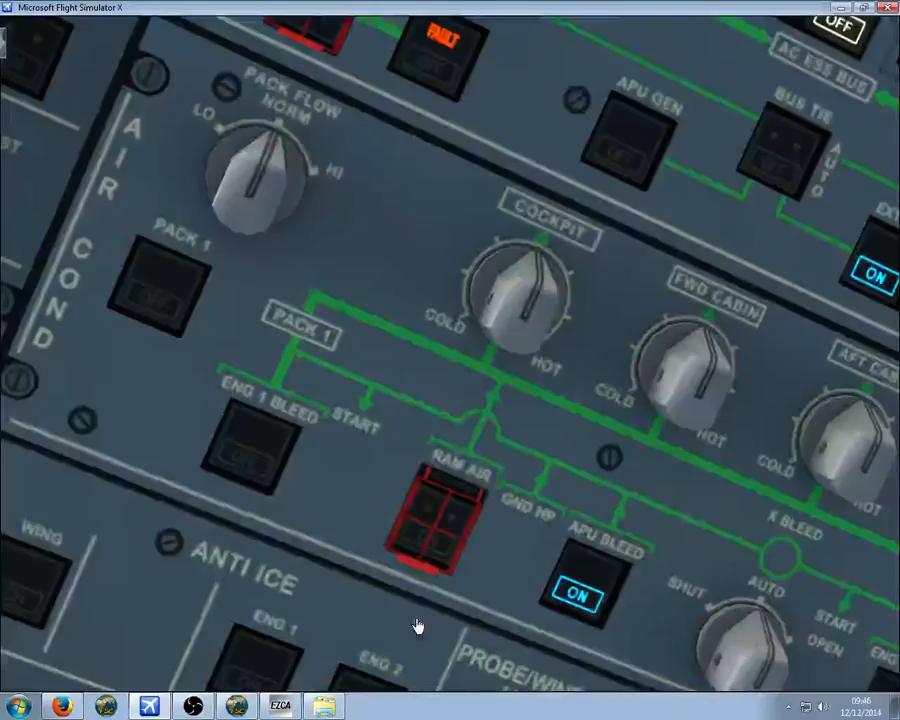 Microsoft Flight Simulator X
OFF
FAULT
AC ESS BUS
PACK FLOW
LO
NORM
HI
APU GEN
BUS TIE
AUTO
AIR COND
COCKPIT
PACK 1
FWD CABIN
ON
COLD
HOT
PACK 1
COLD
HOT
ENG 1 BLEED
START
COLD
HOT
RAM AIR
GND HP
APU BLEED
X BLEED
WING
ANTI ICE
ON
SHUT
AUTO
START
OPEN
ENG 1
ENG 2
EZCA
09:46
12/12/2014